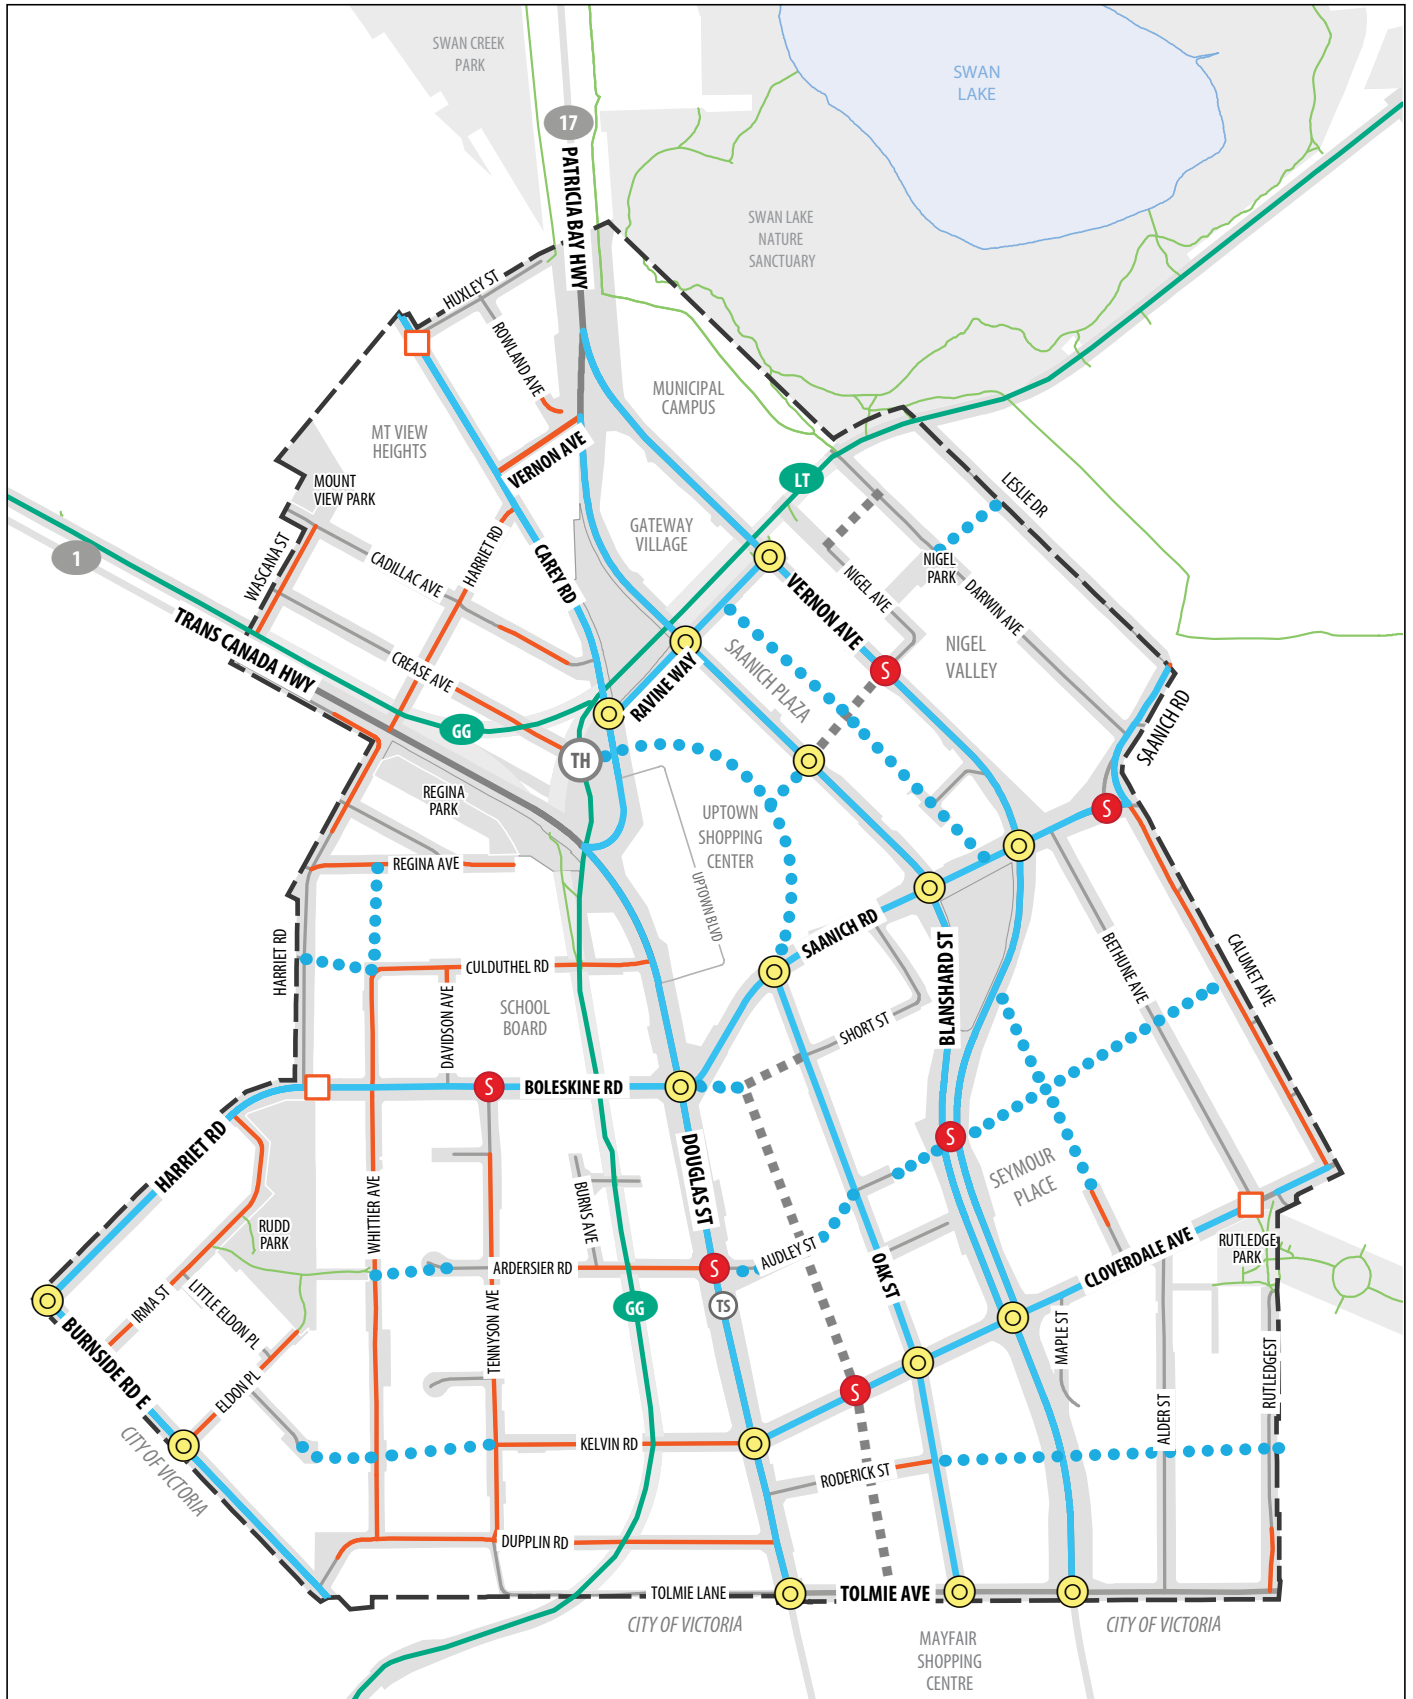 SWAN CREEK
PARK
SWAN
LAKE
17
PATRICIA BAY HWY
SWAN LAKE
NATURE
SANCTUARY
HUXLEY ST
ROWLAND AVE
MUNICIPAL
CAMPUS
MT VIEW
HEIGHTS
VERNON AVE
MOUNT
VIEW PARK
LT
LESLIE DR
GATEWAY
VILLAGE
1
WASCANA ST
CADILLAC AVE
HARRIET RD
CAREY RD
NIGEL
PARK
NIGEL AVE
DARWIN AVE
VERNON AVE
TRANS CANADA HWY
CREASE AVE
RAVINE WAY
SAANICH PLAZA
NIGEL
VALLEY
S
SAANICH RD
GG
TH
REGINA
PARK
UPTOWN
SHOPPING
CENTER
S
REGINA AVE
UPTOWN BLVD
HARRIET RD
CULDUTHEL RD
SAANICH RD
BLANSHARD ST
BETHUNE AVE
CALUMET AVE
DAVIDSON AVE
SCHOOL
BOARD
SHORT ST
S
BOLESKINE RD
HARRIET RD
DOUGLAS ST
S
SEYMOUR
PLACE
WHITTIER AVE
BURNS AVE
RUDD
PARK
AUDLEY ST
OAK ST
CLOVERDALE AVE
RUTLEDGE
PARK
ARDERSIER RD
S
TS
GG
IRMA ST
LITTLE ELDON PL
TENNYSON AVE
MAPLE ST
BURNSIDE RD E
ELDON PL
S
ALDER ST
RUTLEDGEST
CITY OF VICTORIA
KELVIN RD
RODERICK ST
DUPPLIN RD
TOLMIE LANE
TOLMIE AVE
CITY OF VICTORIA
CITY OF VICTORIA
MAYFAIR
SHOPPING
CENTRE